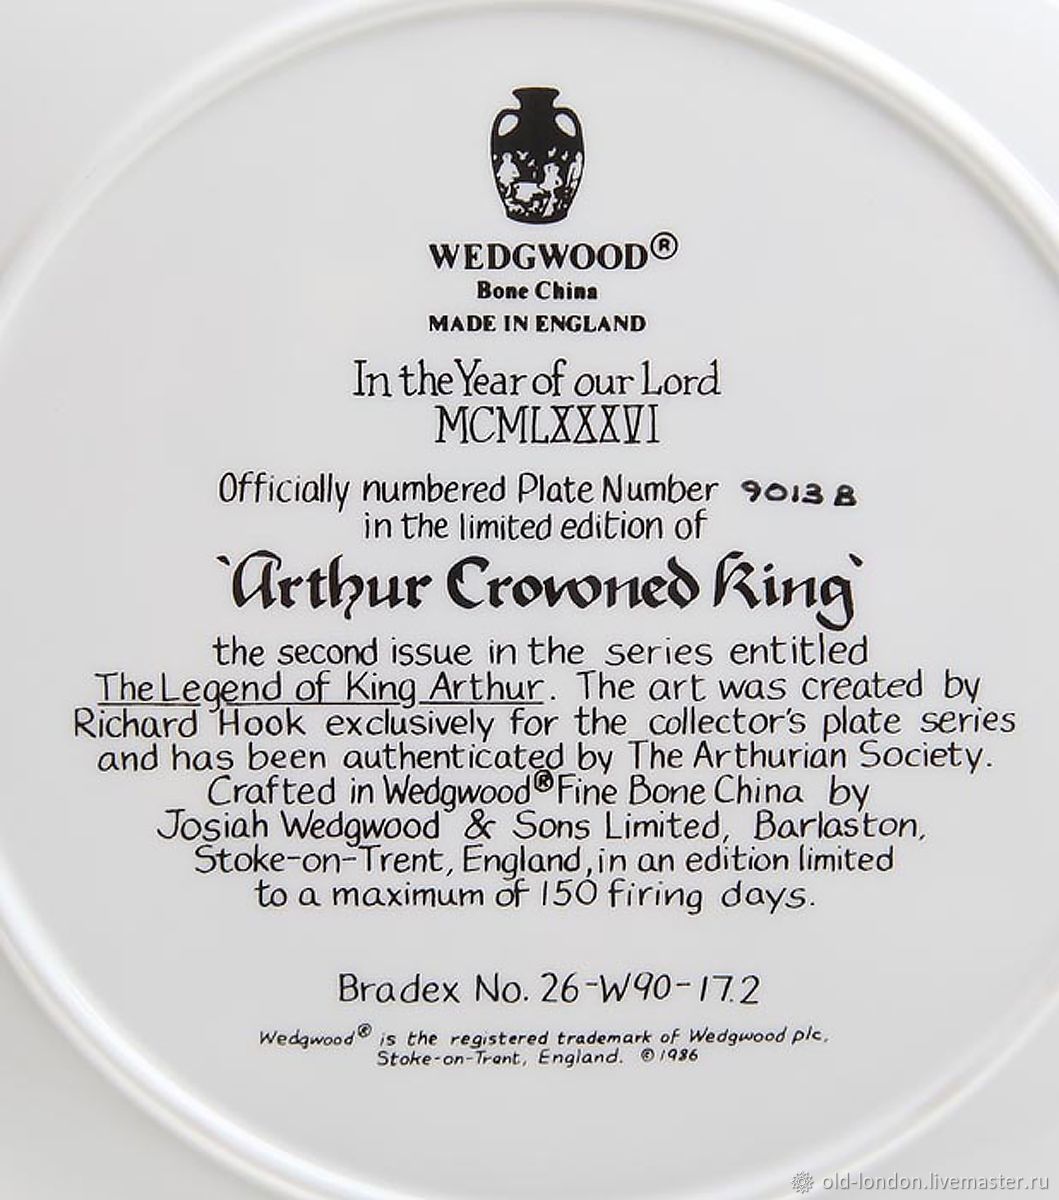 WEDGWOOD®
Bone China
MADE IN ENGLAND
In the Year of our Lord
MCMLXXXVI
Officially numbered Plate Number 9013 B
in the limited edition of
'Arthur Crowned King'
the second issue in the series entitled
The Legend of King Arthur. The art was created by
Richard Hook exclusively for the collector's plate series
and has been authenticated by The Arthurian Society.
Crafted in Wedgwood® Fine Bone China by
Josiah Wedgwood & Sons Limited, Barlaston,
Stoke-on-Trent, England, in an edition limited
to a maximum of 150 firing days.
Bradex No. 26-W90-17.2
Wedgwood® is the registered trademark of Wedgwood plc,
Stoke-on-Trent, England. © 1986
old-london.livemaster.ru